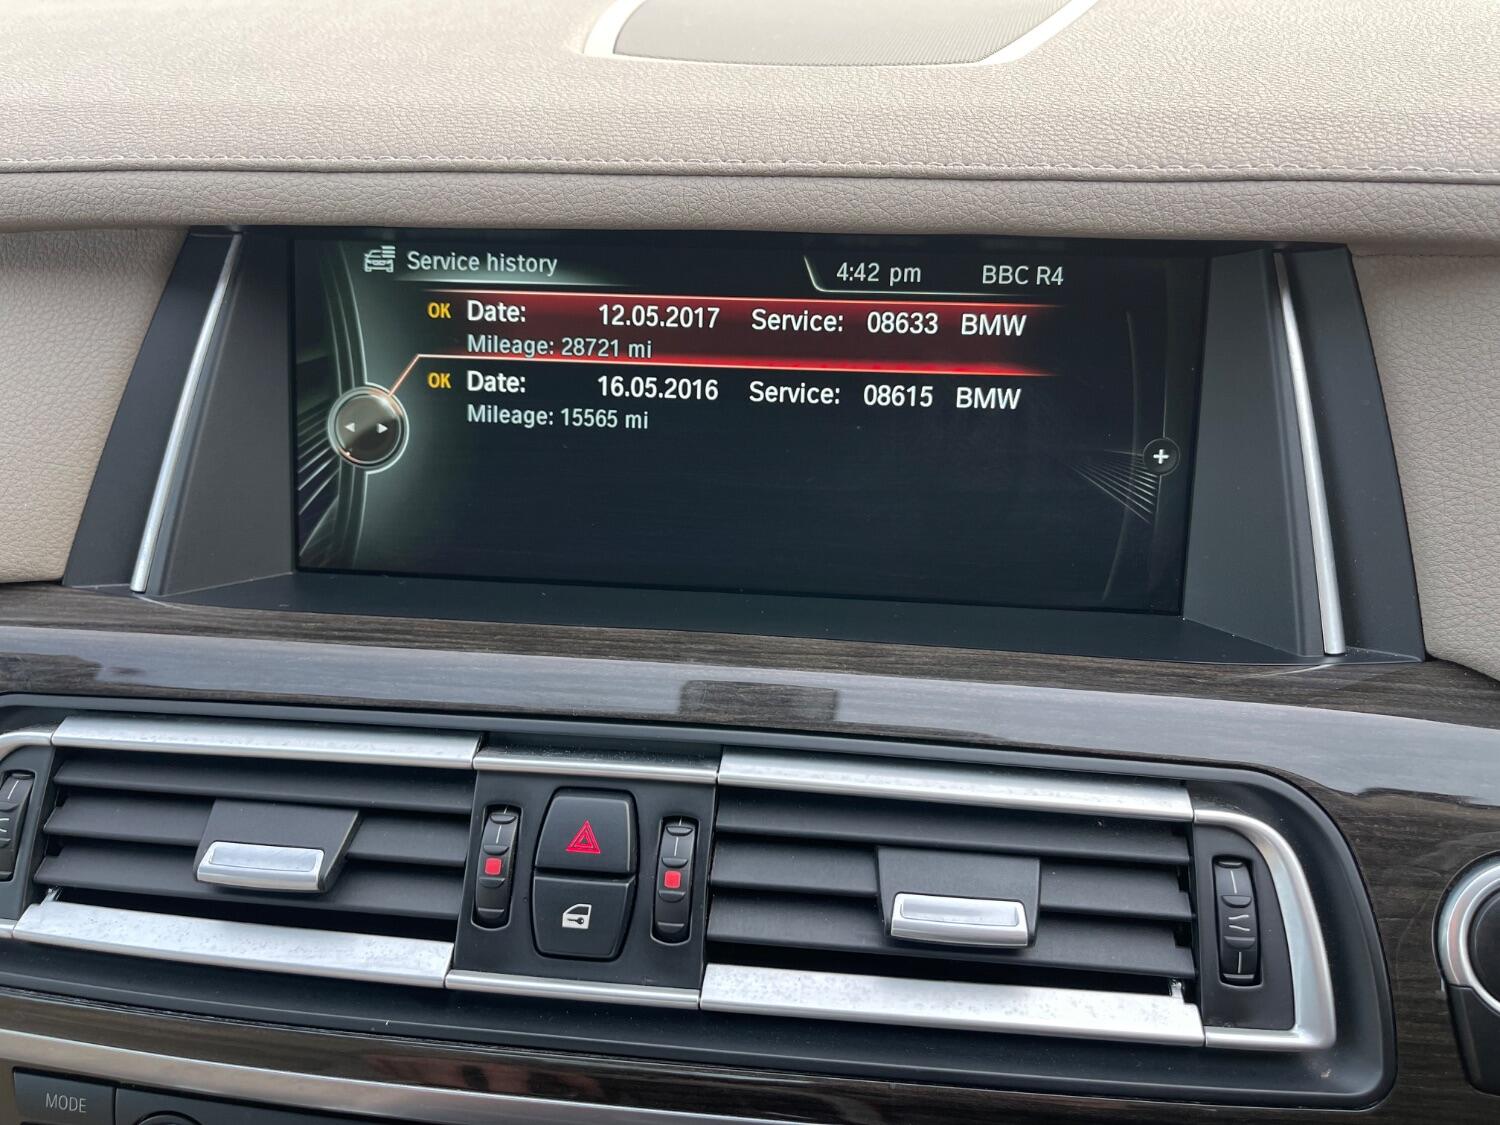 Service history
4:42 pm BBC R4
OK Date: 12.05.2017 Service: 08633 BMW
Mileage: 28721 mi
OK Date: 16.05.2016 Service: 08615 BMW
Mileage: 15565 mi
MODE